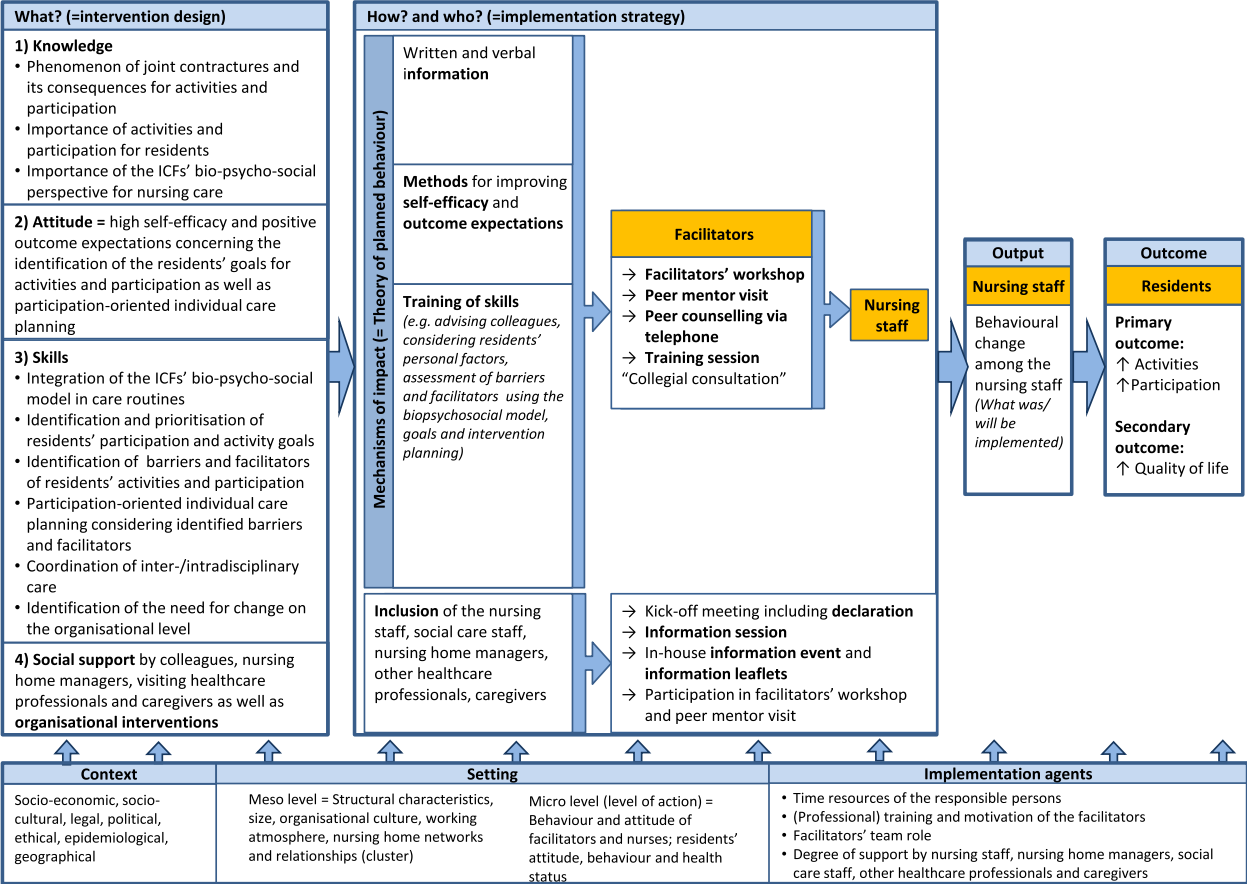 What? (=intervention design)
1) Knowledge
• Phenomenon of joint contractures and
its consequences for activities and
participation
• Importance of activities and
participation for residents
• Importance of the ICFs’ bio-psycho-social
perspective for nursing care
2) Attitude = high self-efficacy and positive
outcome expectations concerning the
identification of the residents’ goals for
activities and participation as well as
participation-oriented individual care
planning
3) Skills
• Integration of the ICFs’ bio-psycho-social
model in care routines
• Identification and prioritisation of
residents’ participation and activity goals
• Identification of barriers and facilitators
of residents’ activities and participation
• Participation-oriented individual care
planning considering identified barriers
and facilitators
• Coordination of inter-/intradisciplinary
care
• Identification of the need for change on
the organisational level
4) Social support by colleagues, nursing
home managers, visiting healthcare
professionals and caregivers as well as
organisational interventions
How? and who? (=implementation strategy)
Mechanisms of impact (= Theory of planned behaviour)
Written and verbal
information
Methods for improving
self-efficacy and
outcome expectations
Training of skills
(e.g. advising colleagues,
considering residents’
personal factors,
assessment of barriers
and facilitators using the
biopsychosocial model,
goals and intervention
planning)
Facilitators
→ Facilitators’ workshop
→ Peer mentor visit
→ Peer counselling via
telephone
→ Training session
“Collegial consultation”
Nursing
staff
Inclusion of the nursing
staff, social care staff,
nursing home managers,
other healthcare
professionals, caregivers
→ Kick-off meeting including declaration
→ Information session
→ In-house information event and
information leaflets
→ Participation in facilitators’ workshop
and peer mentor visit
Output
Nursing staff
Behavioural
change
among the
nursing staff
(What was/
will be
implemented)
Outcome
Residents
Primary
outcome:
↑ Activities
↑Participation
Secondary
outcome:
↑ Quality of life
Context
Socio-economic, socio-
cultural, legal, political,
ethical, epidemiological,
geographical
Setting
Meso level = Structural characteristics,
size, organisational culture, working
atmosphere, nursing home networks
and relationships (cluster)
Micro level (level of action) =
Behaviour and attitude of
facilitators and nurses; residents’
attitude, behaviour and health
status
Implementation agents
• Time resources of the responsible persons
• (Professional) training and motivation of the facilitators
• Facilitators’ team role
• Degree of support by nursing staff, nursing home managers, social
care staff, other healthcare professionals and caregivers